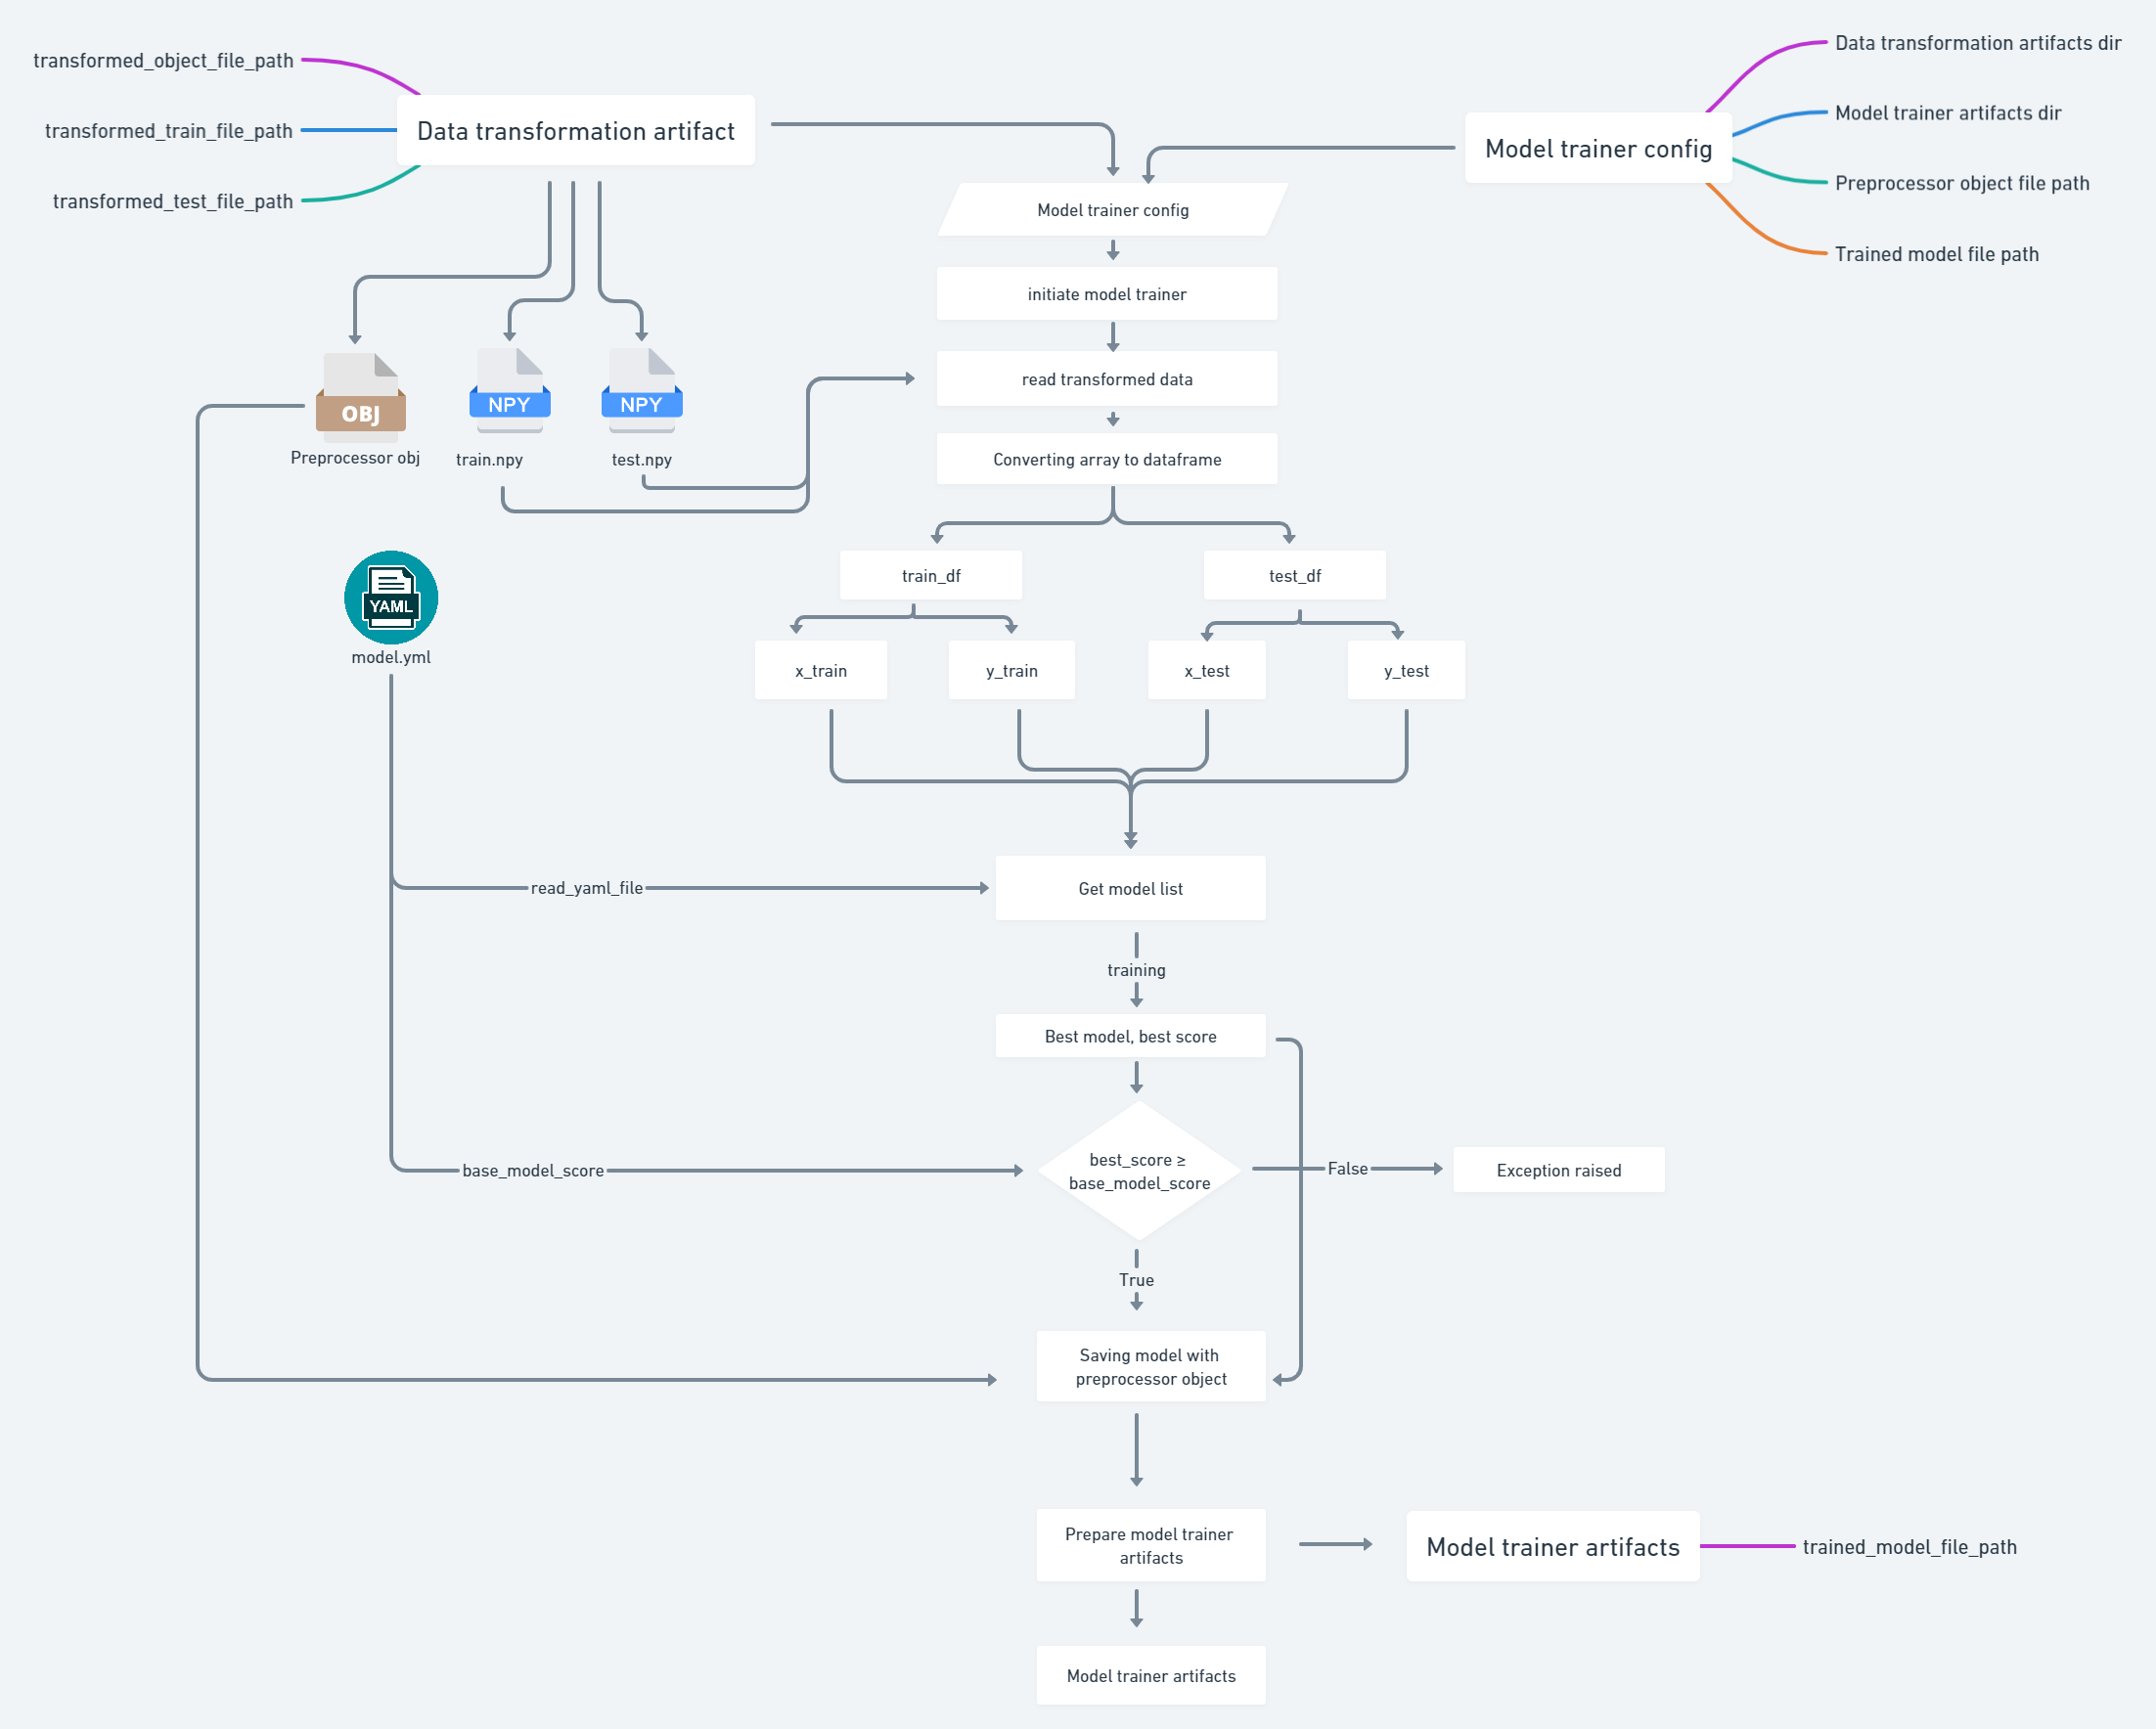 transformed_object_file_path
transformed_train_file_path
transformed_test_file_path
Data transformation artifact
Model trainer config
Data transformation artifacts dir
Model trainer artifacts dir
Preprocessor object file path
Trained model file path
Model trainer config
initiate model trainer
read transformed data
Converting array to dataframe
OBJ
Preprocessor obj
NPY
train.npy
NPY
test.npy
YAML
model.yml
train_df
test_df
x_train
y_train
x_test
y_test
read_yaml_file
Get model list
training
Best model, best score
base_model_score
best_score ≥
base_model_score
False
Exception raised
True
Saving model with
preprocessor object
Prepare model trainer
artifacts
Model trainer artifacts
trained_model_file_path
Model trainer artifacts